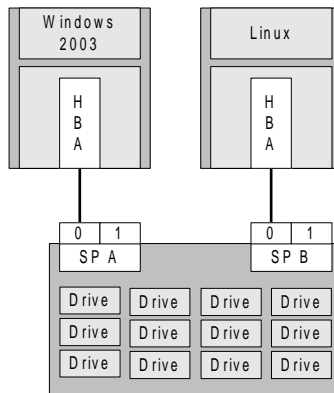 Windows
2003
Linux
H
B
A
H
B
A
0 1
SP A
0 1
SP B
Drive Drive Drive Drive
Drive Drive Drive Drive
Drive Drive Drive Drive